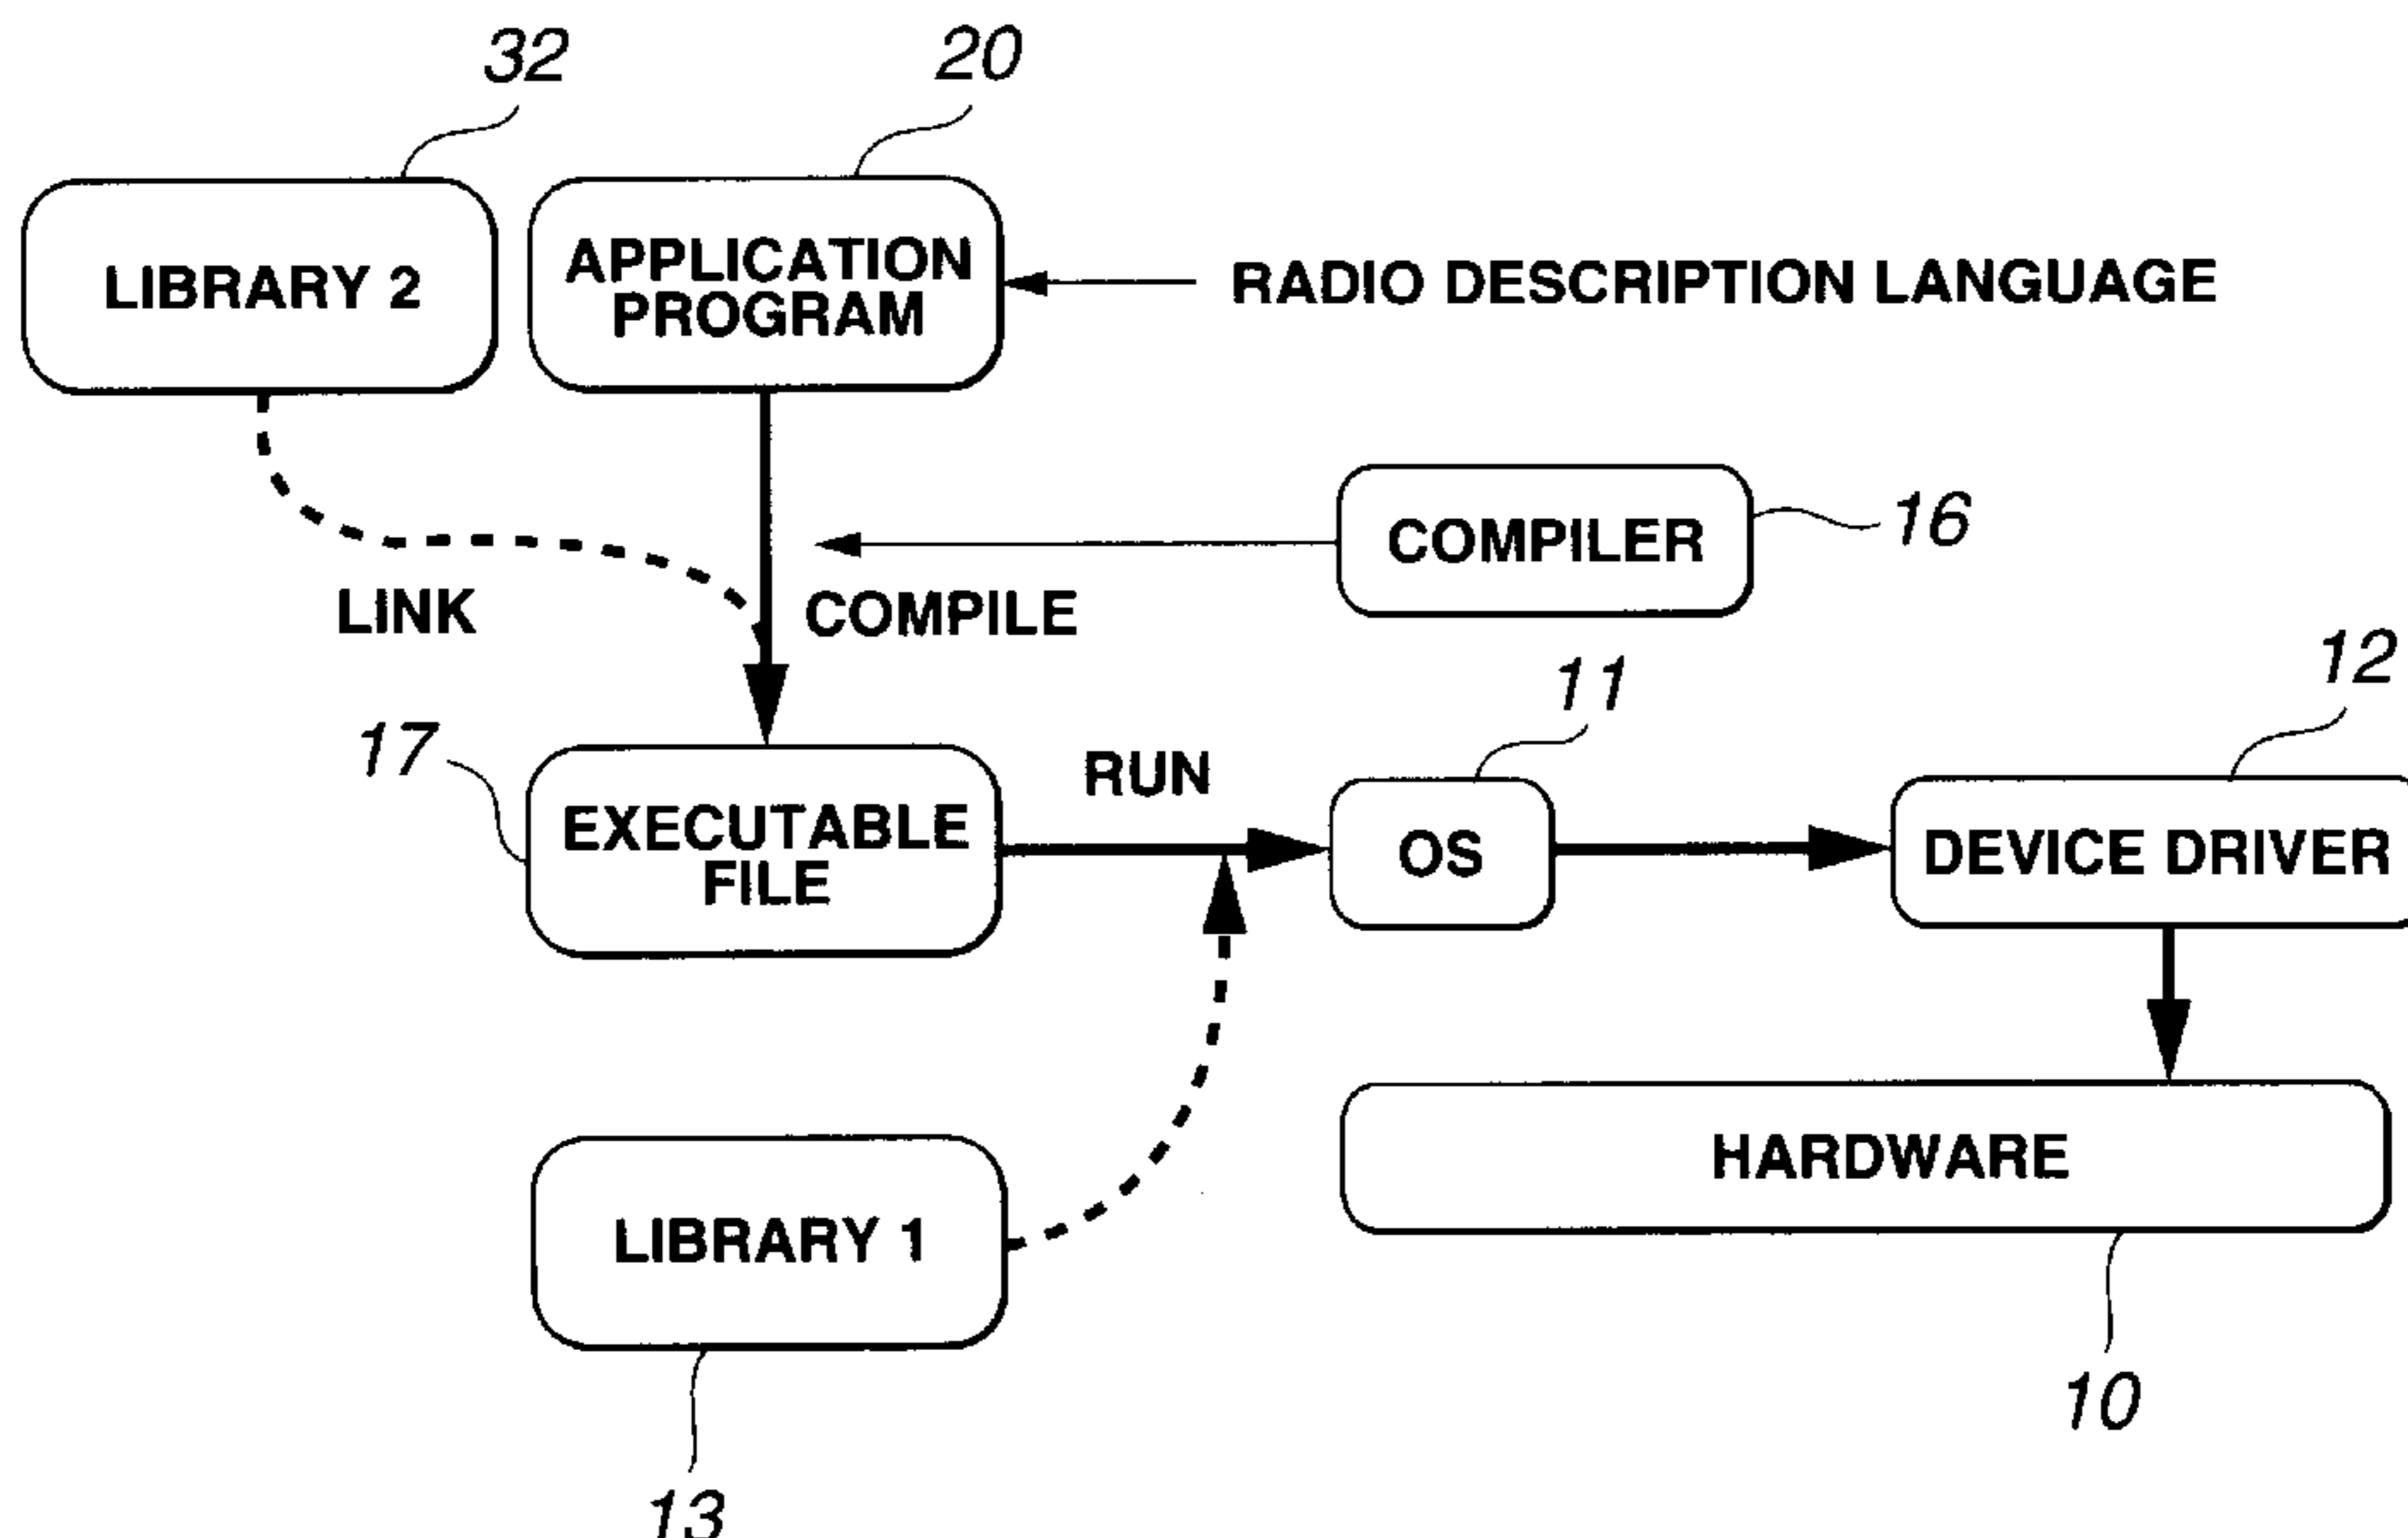 32
20
LIBRARY 2
APPLICATION
PROGRAM
RADIO DESCRIPTION LANGUAGE
COMPILER
16
LINK
COMPILE
11
12
17
RUN
EXECUTABLE
FILE
OS
DEVICE DRIVER
HARDWARE
LIBRARY 1
10
13